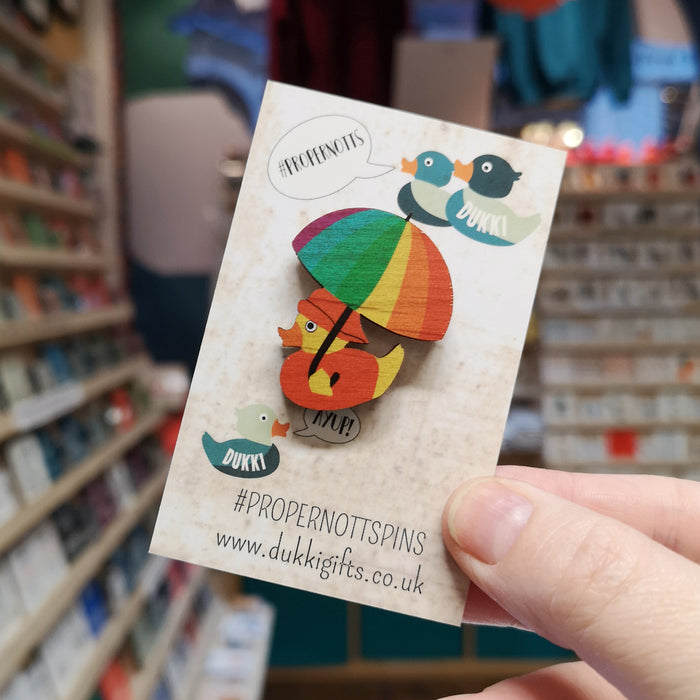 #PROPERNOTTS
DUKKI
AYUP!
DUKKI
#PROPERNOTTSPINS
www.dukkigifts.co.uk